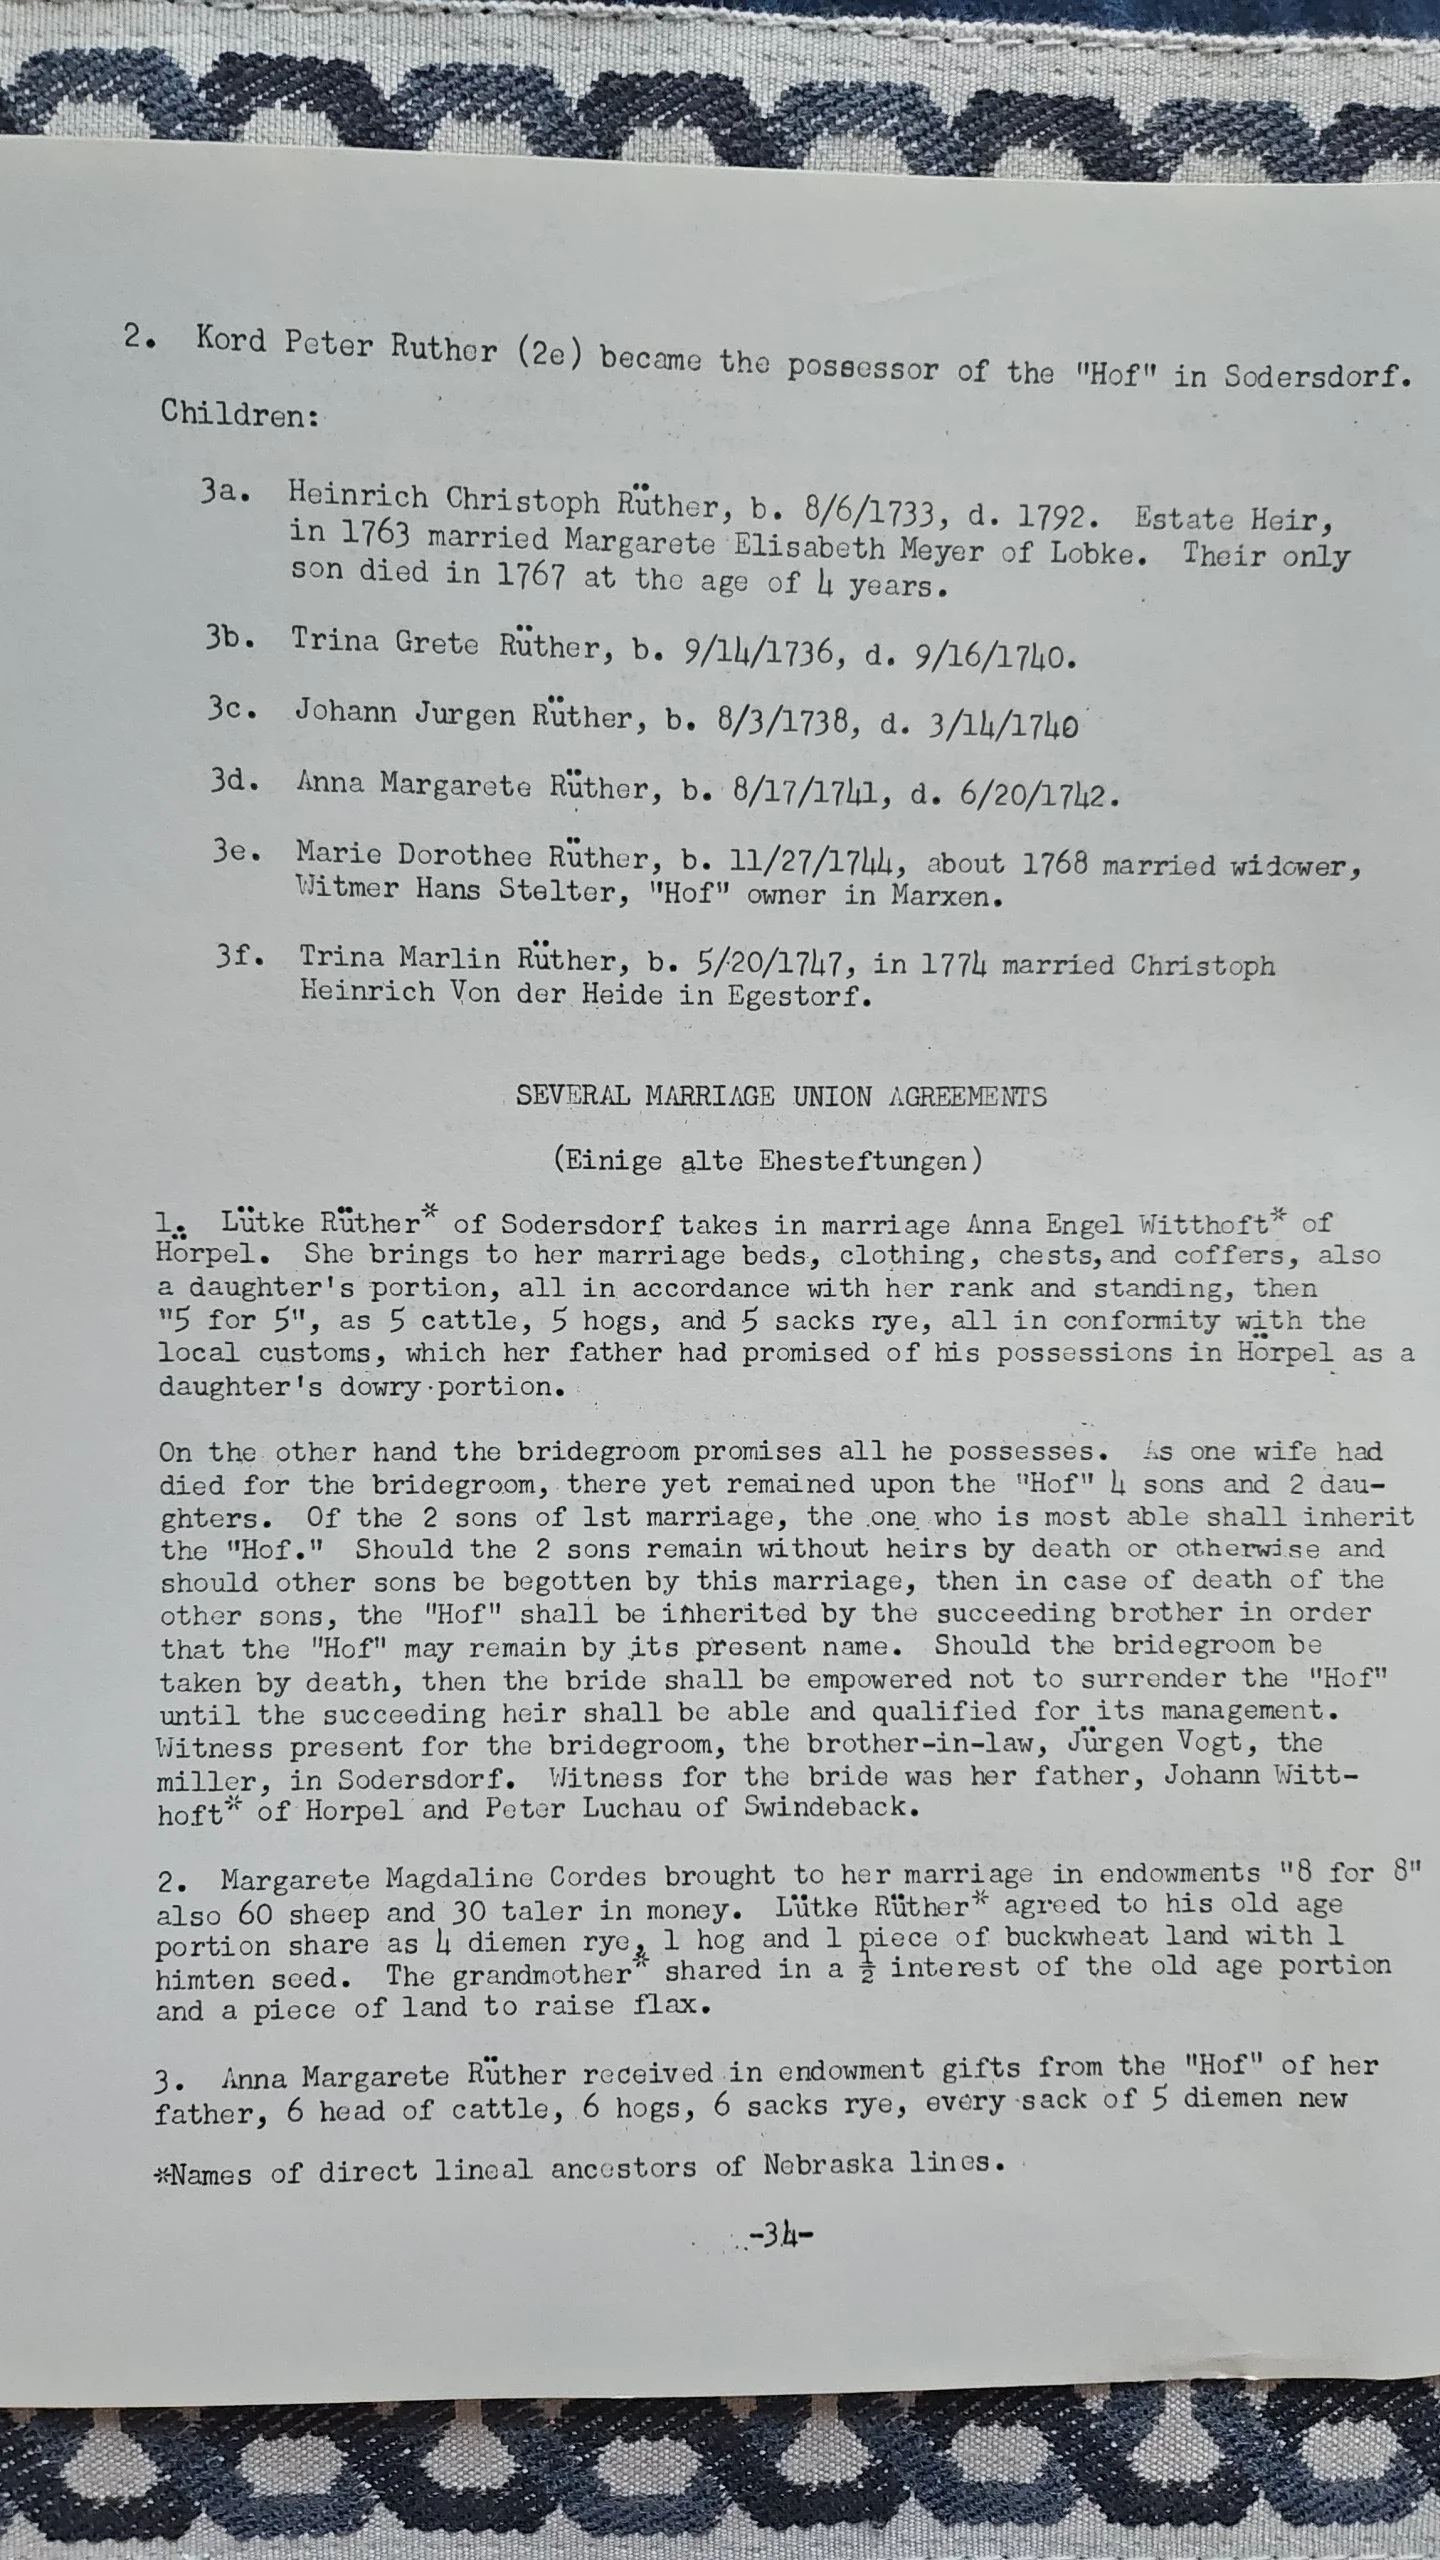 2. Kord Peter Ruther (2e) became the possessor of the "Hof" in Sodersdorf.
Children:
3a. Heinrich Christoph Rüther, b. 8/6/1733, d. 1792. Estate Heir,
in 1763 married Margarete Elisabeth Meyer of Lobke. Their only
son died in 1767 at the age of 4 years.
3b. Trina Grete Rüther, b. 9/14/1736, d. 9/16/1740.
3c. Johann Jurgen Rüther, b. 8/3/1738, d. 3/14/1740
3d. Anna Margarete Rüther, b. 8/17/1741, d. 6/20/1742.
3e. Marie Dorothee Rüther, b. 11/27/1744, about 1768 married widower,
Witmer Hans Stelter, "Hof" owner in Marxen.
3f. Trina Marlin Rüther, b. 5/20/1747, in 1774 married Christoph
Heinrich Von der Heide in Egestorf.
SEVERAL MARRIAGE UNION AGREEMENTS
(Einige alte Ehesteftungen)
1. Lütke Rüther* of Sodersdorf takes in marriage Anna Engel Witthoft* of
Hörpel. She brings to her marriage beds, clothing, chests, and coffers, also
a daughter's portion, all in accordance with her rank and standing, then
"5 for 5", as 5 cattle, 5 hogs, and 5 sacks rye, all in conformity with the
local customs, which her father had promised of his possessions in Hörpel as a
daughter's dowry portion.
On the other hand the bridegroom promises all he possesses. As one wife had
died for the bridegroom, there yet remained upon the "Hof" 4 sons and 2 dau-
ghters. Of the 2 sons of 1st marriage, the one who is most able shall inherit
the "Hof." Should the 2 sons remain without heirs by death or otherwise and
should other sons be begotten by this marriage, then in case of death of the
other sons, the "Hof" shall be inherited by the succeeding brother in order
that the "Hof" may remain by its present name. Should the bridegroom be
taken by death, then the bride shall be empowered not to surrender the "Hof"
until the succeeding heir shall be able and qualified for its management.
Witness present for the bridegroom, the brother-in-law, Jürgen Vogt, the
miller, in Sodersdorf. Witness for the bride was her father, Johann Witt-
hoft* of Horpel and Peter Luchau of Swindeback.
2. Margarete Magdaline Cordes brought to her marriage in endowments "8 for 8"
also 60 sheep and 30 taler in money. Lütke Rüther* agreed to his old age
portion share as 4 diemen rye, 1 hog and 1 piece of buckwheat land with 1
himten seed. The grandmother* shared in a ½ interest of the old age portion
and a piece of land to raise flax.
3. Anna Margarete Rüther received in endowment gifts from the "Hof" of her
father, 6 head of cattle, 6 hogs, 6 sacks rye, every sack of 5 diemen new
*Names of direct lineal ancestors of Nebraska lines.
-34-